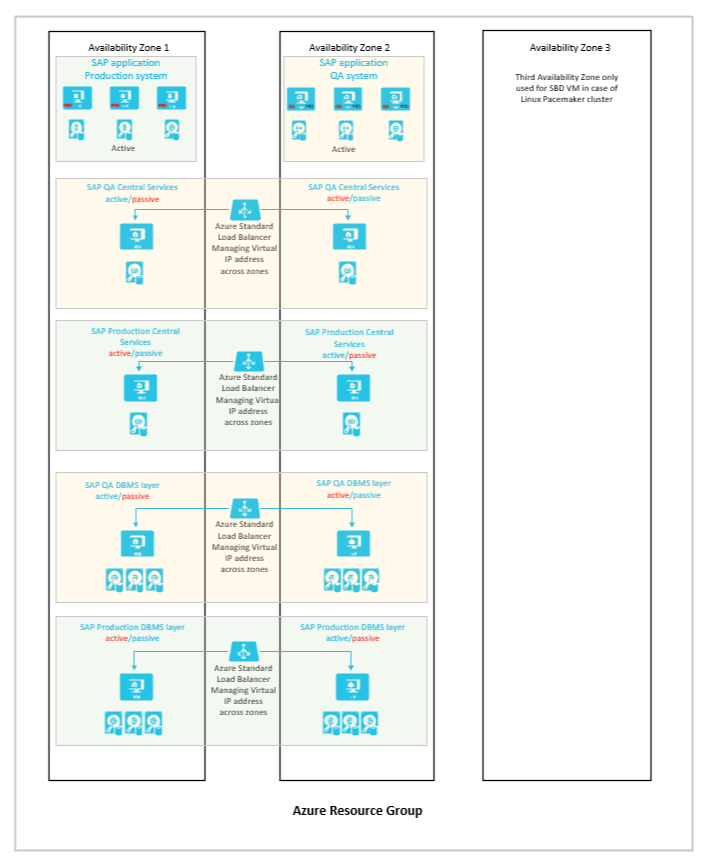 Availability Zone 1
Availability Zone 2
Availability Zone 3
SAP application
Production system
SAP application
QA system
Third Availability Zone only
used for SBD VM in case of
Linux Pacemaker cluster
Active
Active
SAP QA Central Services
active/passive
SAP QA Central Services
active/passive
Azure Standard
Load Balancer
Managing Virtual
IP address
across zones
SAP Production Central
Services
active/passive
SAP Production Central
Services
active/passive
Azure Standard
Load Balancer
Managing Virtual
IP address
across zones
SAP QA DBMS layer
active/passive
SAP QA DBMS layer
active/passive
Azure Standard
Load Balancer
Managing Virtual
IP address
across zones
SAP Production DBMS layer
active/passive
SAP Production DBMS layer
active/passive
Azure Standard
Load Balancer
Managing Virtual
IP address
across zones
Azure Resource Group